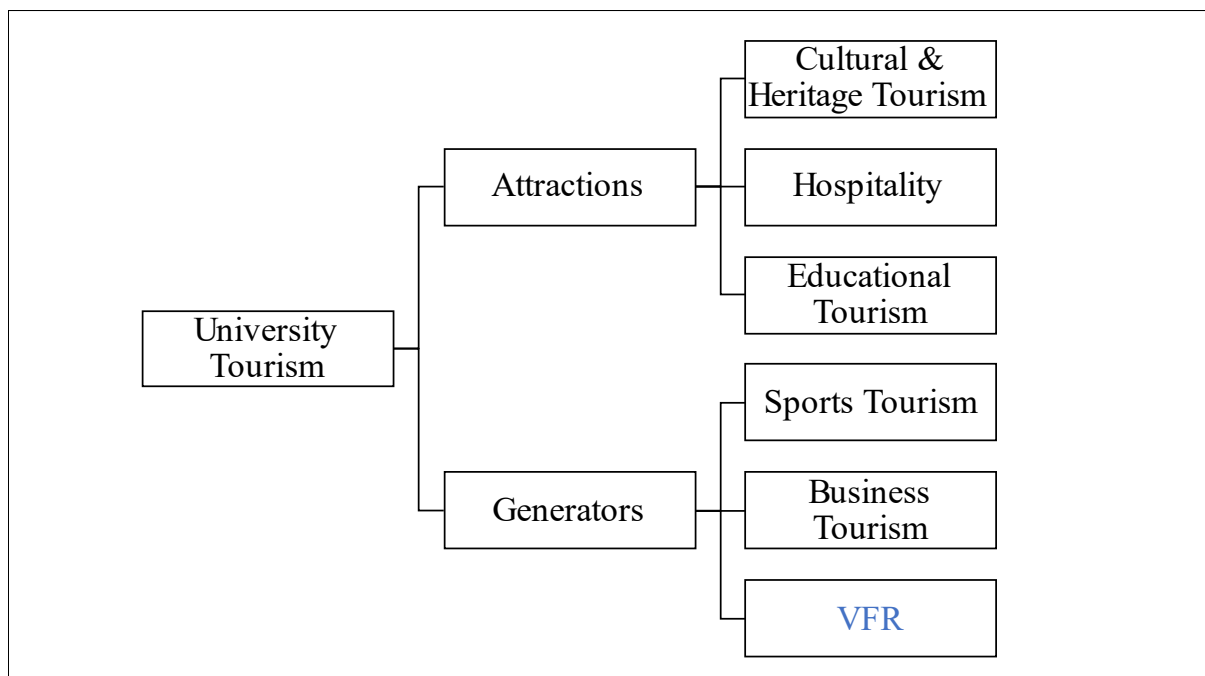 Cultural &
Heritage Tourism
Attractions
Hospitality
Educational
Tourism
University
Tourism
Sports Tourism
Generators
Business
Tourism
VFR